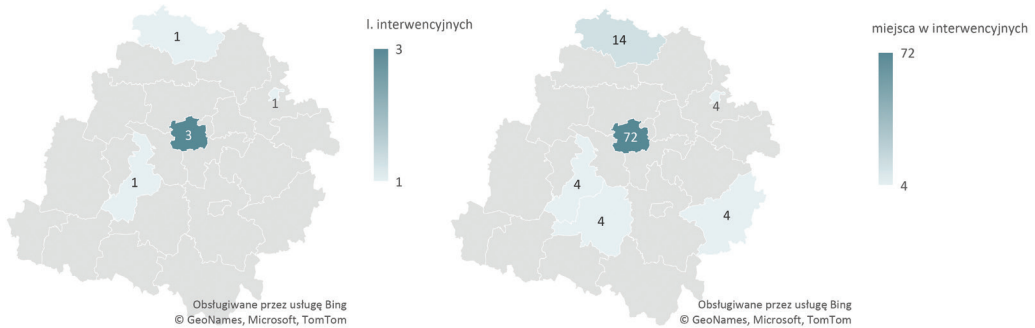 l. interwencyjnych
3
1
1
1
3
1
Obsługiwane przez usługę Bing
© GeoNames, Microsoft, TomTom
miejsca w interwencyjnych
72
4
14
4
72
4
4
4
Obsługiwane przez usługę Bing
© GeoNames, Microsoft, TomTom